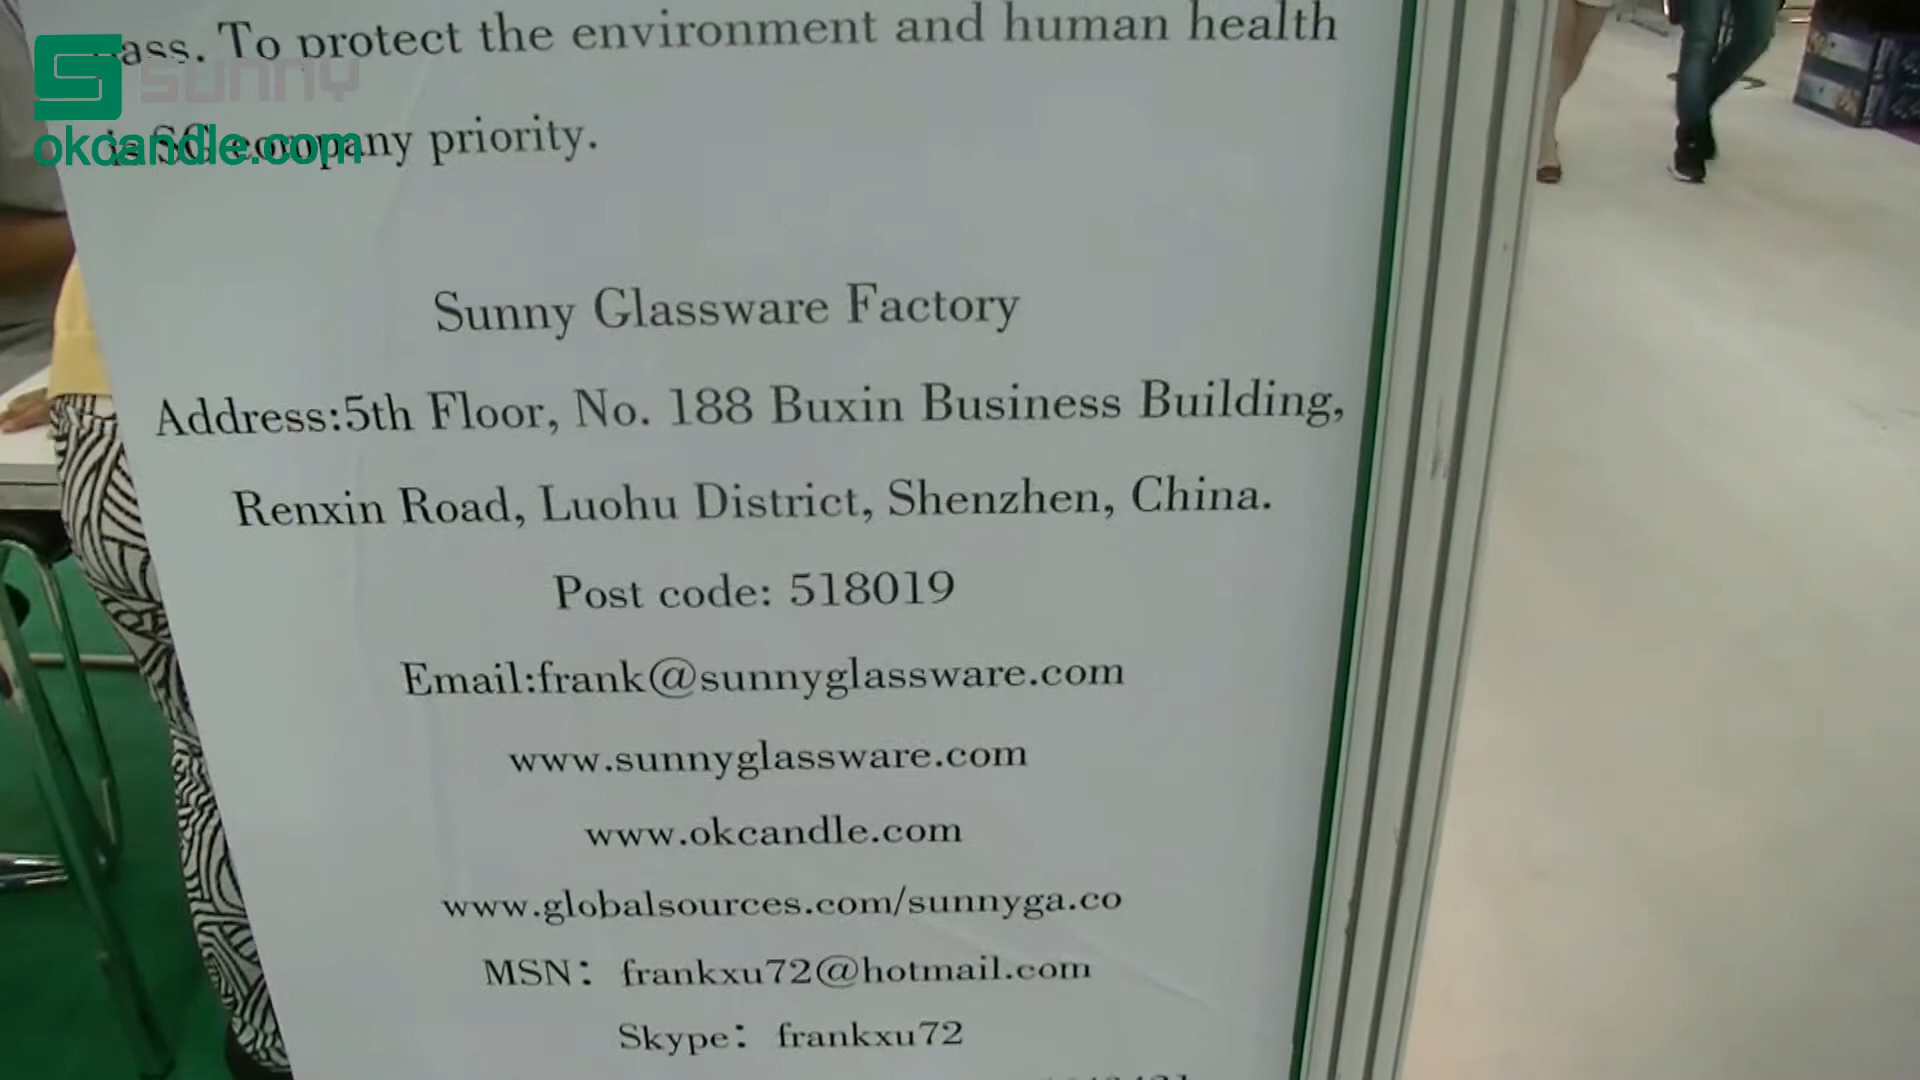 Sunny
okcandle.com
To protect the environment and human health
SG company priority.
Sunny Glassware Factory
Address:5th Floor, No. 188 Buxin Business Building,
Renxin Road, Luohu District, Shenzhen, China.
Post code: 518019
Email:frank@sunnyglassware.com
www.sunnyglassware.com
www.okcandle.com
www.globalsources.com/sunnyga.co
MSN： frankxu72@hotmail.com
Skype： frankxu72